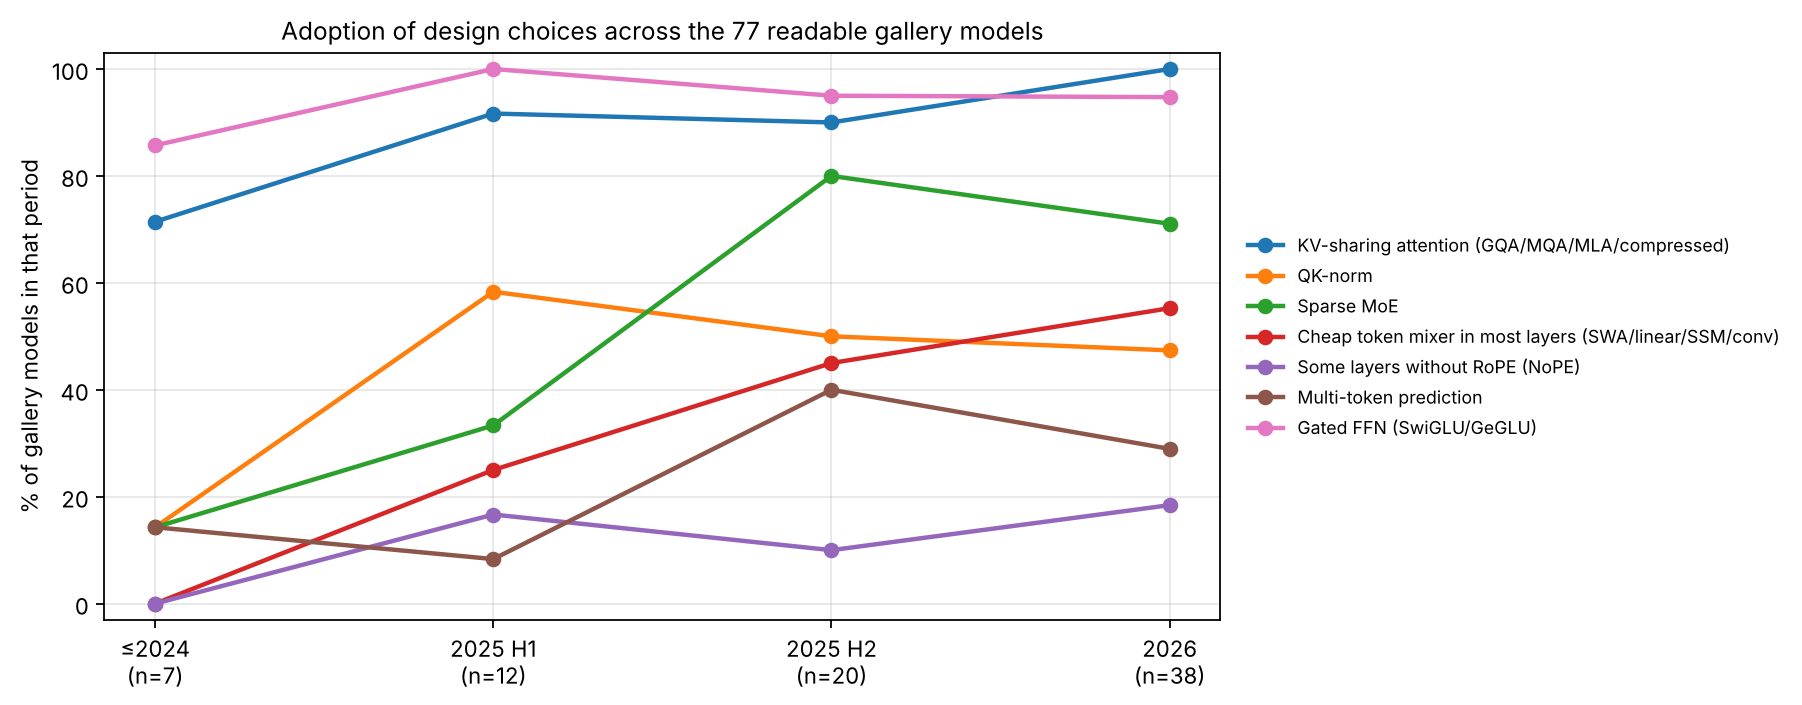 Adoption of design choices across the 77 readable gallery models
% of gallery models in that period
100
80
60
40
20
0
≤2024
(n=7)
2025 H1
(n=12)
2025 H2
(n=20)
2026
(n=38)
KV-sharing attention (GQA/MQA/MLA/compressed)
QK-norm
Sparse MoE
Cheap token mixer in most layers (SWA/linear/SSM/conv)
Some layers without RoPE (NoPE)
Multi-token prediction
Gated FFN (SwiGLU/GeGLU)